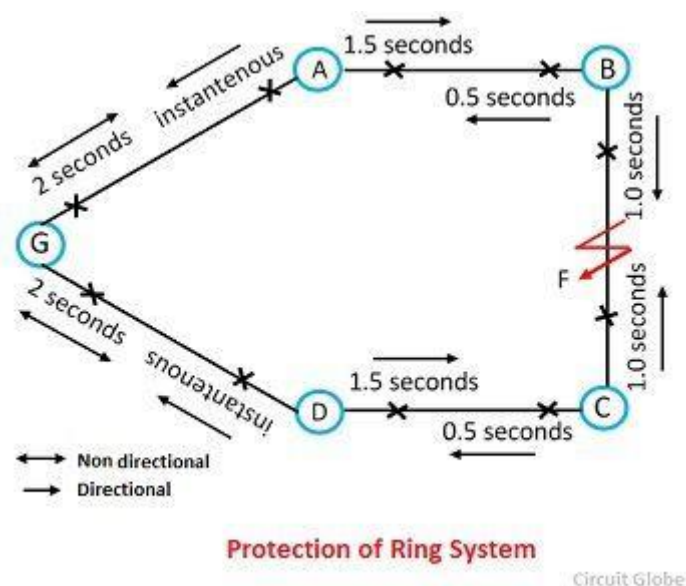 1.5 seconds
A
B
0.5 seconds
instantenous
2 seconds
1.0 seconds
G
F
1.0 seconds
2 seconds
instantenous
D
1.5 seconds
C
0.5 seconds
Non directional
Directional
Protection of Ring System
Circuit Globe